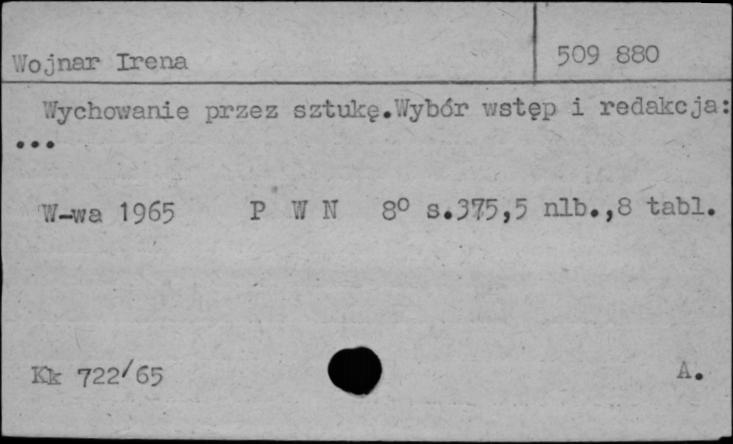 Wojnar Irena
509 880
Wychowanie przez sztukę.Wybór wstęp i redakcja:
...
W-wa 1965 P W N 8° s.375,5 nlb.,8 tabl.
Kk 722/65 A.